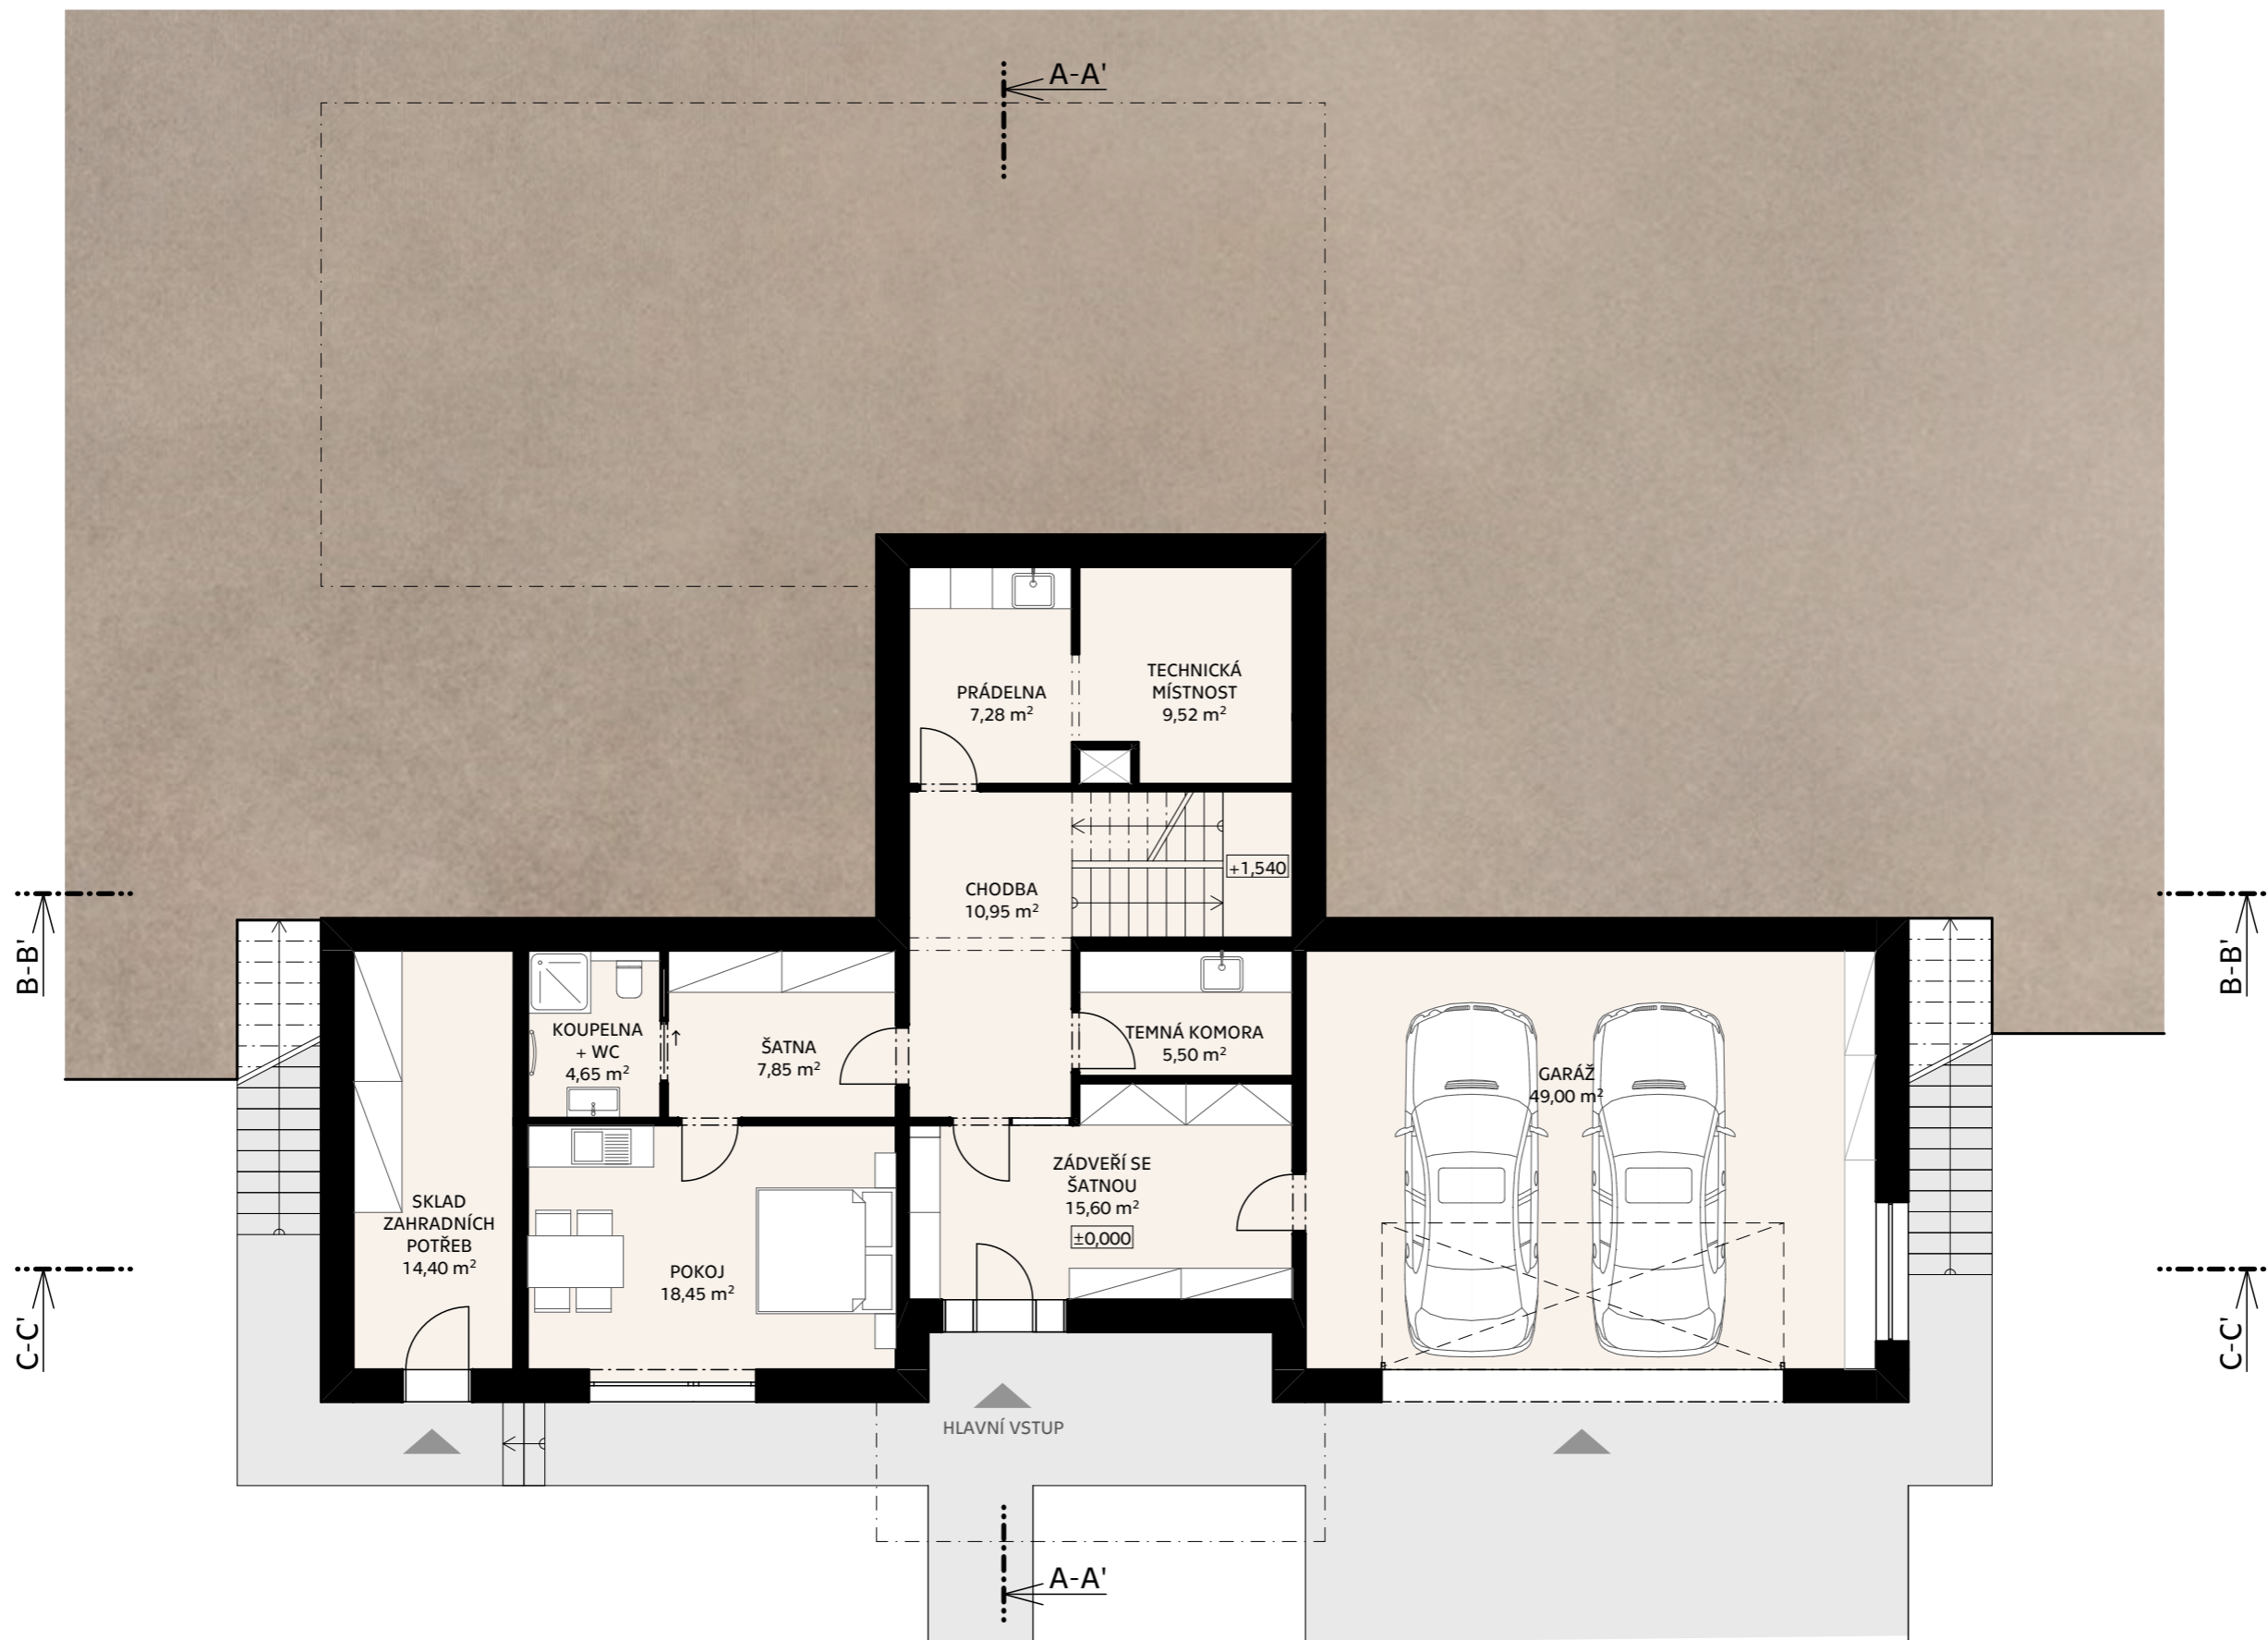 A-A'
PRÁDELNA
7,28 m²
TECHNICKÁ
MÍSTNOST
9,52 m²
CHODBA
10,95 m²
+1,540
B-B'
B-B'
KOUPELNA
+ WC
4,65 m²
ŠATNA
7,85 m²
TEMNÁ KOMORA
5,50 m²
GARÁŽ
49,00 m²
SKLAD
ZAHRADNÍCH
POTŘEB
14,40 m²
POKOJ
18,45 m²
ZÁDVEŘÍ SE
ŠATNOU
15,60 m²
±0,000
C-C'
C-C'
HLAVNÍ VSTUP
A-A'